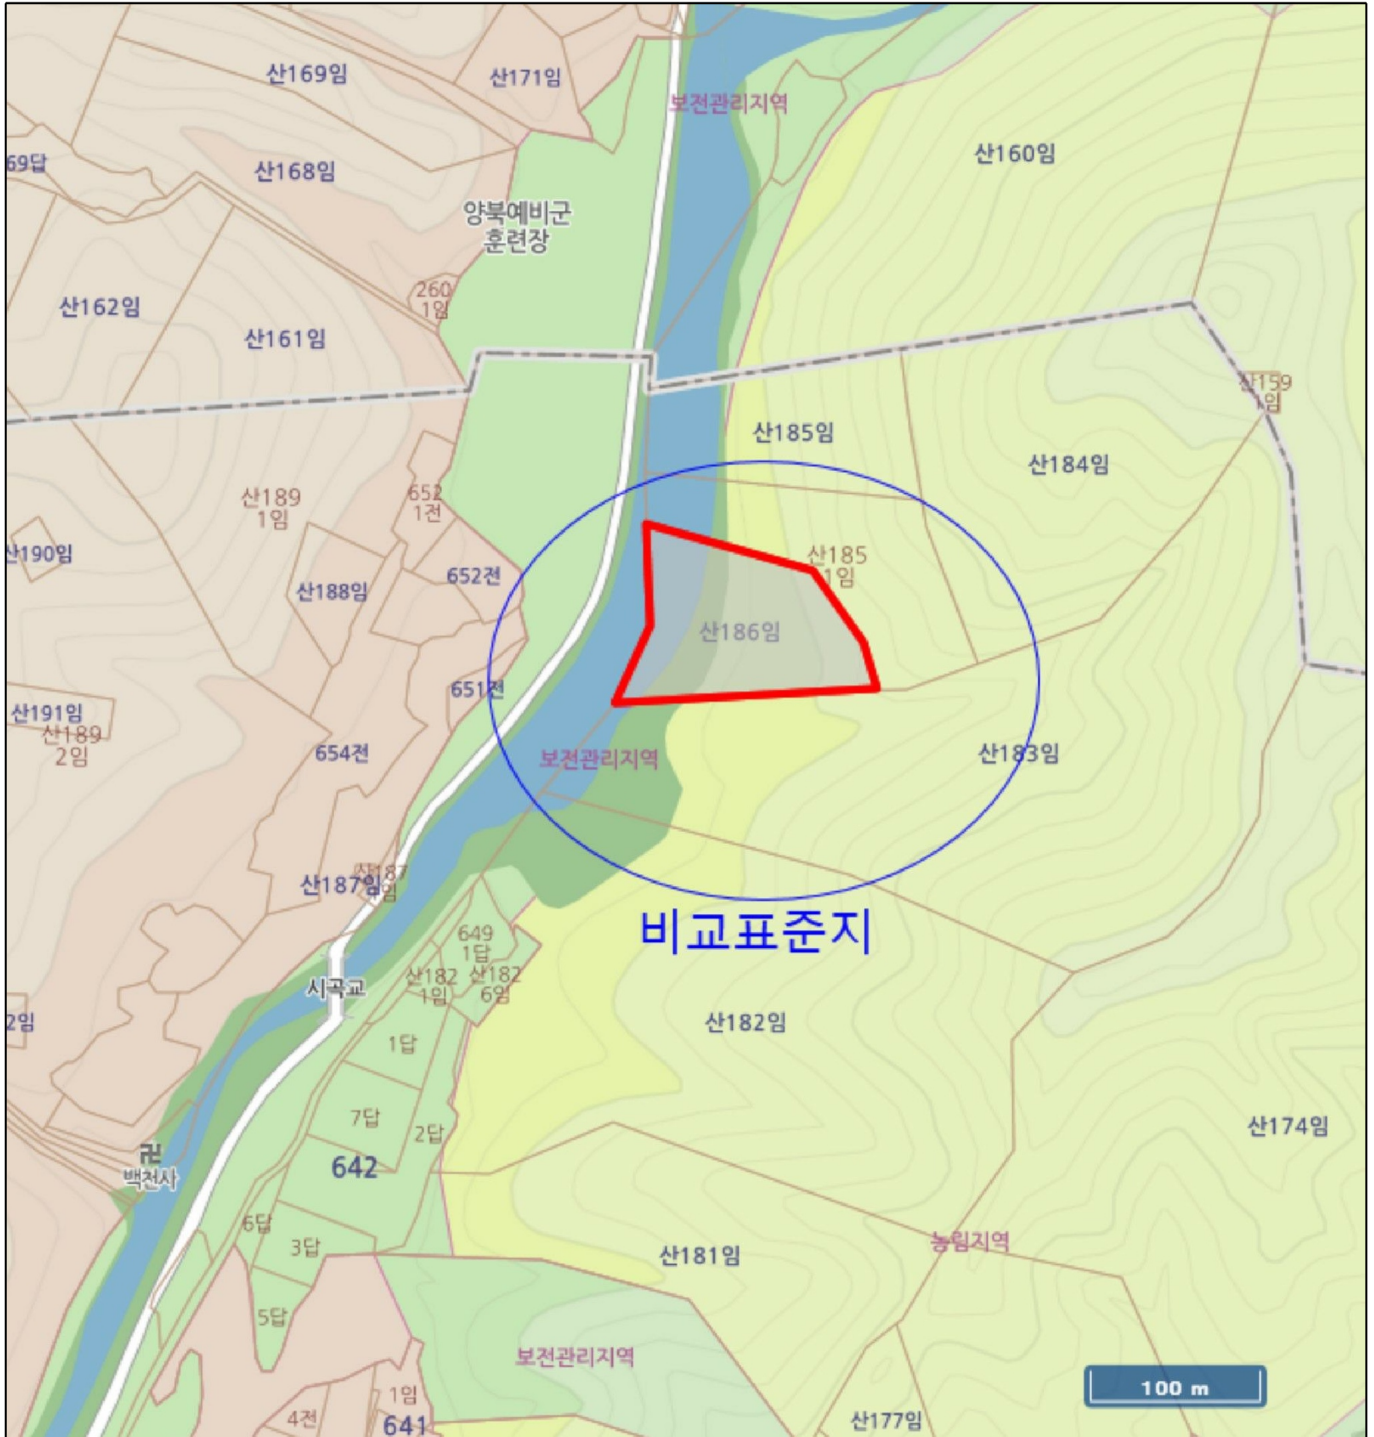 산169임
산171임
보전관리지역
산160임
69답
산168임
양북예비군
훈련장
260
1임
산162임
산161임
산159
1임
산185임
산184임
산189
1임
652
1전
산190임
652전
산185
1임
산188임
산186임
651전
산191임
산189
2임
654전
보전관리지역
산183임
산187임
비교표준지
649
1답
산182
1임
산182
6임
시곡교
2임
산182임
1답
7답
2답
산174임
642
백천사
6답
3답
산181임
농림지역
5답
보전관리지역
1임
100 m
4전
641
산177임